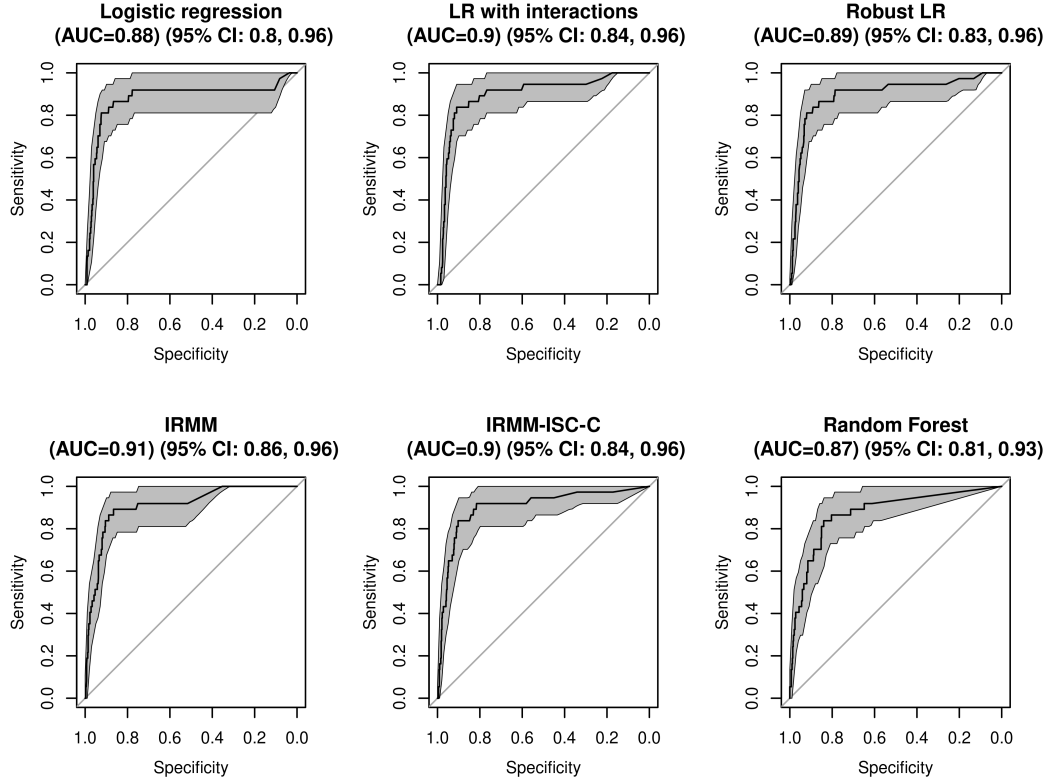 Logistic regression
(AUC=0.88) (95% CI: 0.8, 0.96)
Sensitivity
0.0 0.2 0.4 0.6 0.8 1.0
1.0 0.8 0.6 0.4 0.2 0.0
Specificity
LR with interactions
(AUC=0.9) (95% CI: 0.84, 0.96)
Sensitivity
0.0 0.2 0.4 0.6 0.8 1.0
1.0 0.8 0.6 0.4 0.2 0.0
Specificity
Robust LR
(AUC=0.89) (95% CI: 0.83, 0.96)
Sensitivity
0.0 0.2 0.4 0.6 0.8 1.0
1.0 0.8 0.6 0.4 0.2 0.0
Specificity
IRMM
(AUC=0.91) (95% CI: 0.86, 0.96)
Sensitivity
0.0 0.2 0.4 0.6 0.8 1.0
1.0 0.8 0.6 0.4 0.2 0.0
Specificity
IRMM-ISC-C
(AUC=0.9) (95% CI: 0.84, 0.96)
Sensitivity
0.0 0.2 0.4 0.6 0.8 1.0
1.0 0.8 0.6 0.4 0.2 0.0
Specificity
Random Forest
(AUC=0.87) (95% CI: 0.81, 0.93)
Sensitivity
0.0 0.2 0.4 0.6 0.8 1.0
1.0 0.8 0.6 0.4 0.2 0.0
Specificity